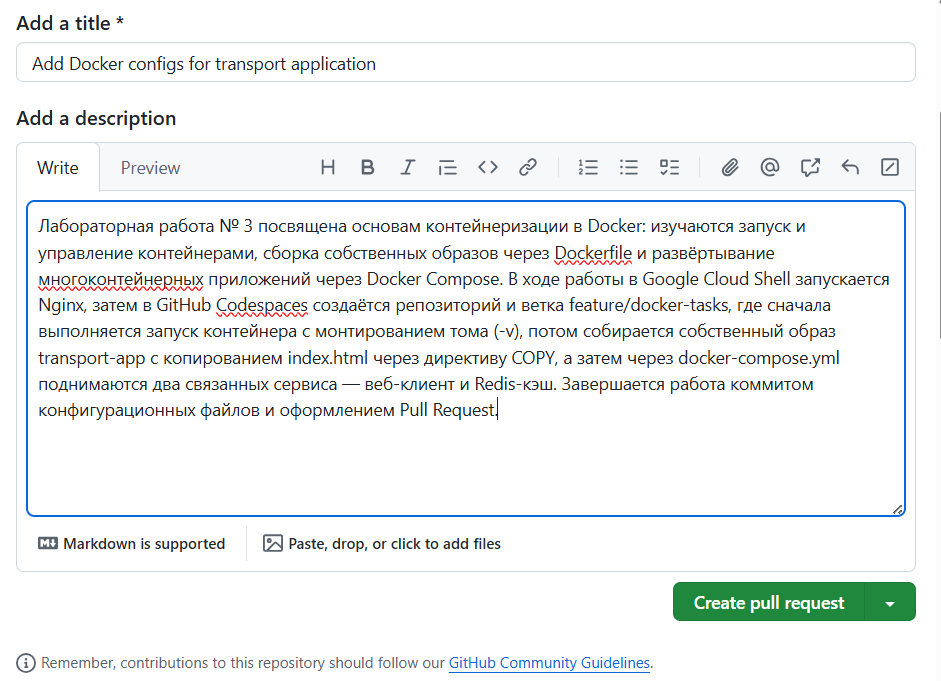 Add a title *
Add Docker configs for transport application
Add a description
Write Preview
Лабораторная работа № 3 посвящена основам контейнеризации в Docker: изучаются запуск и
управление контейнерами, сборка собственных образов через Dockerfile и развёртывание
многоконтейнерных приложений через Docker Compose. В ходе работы в Google Cloud Shell запускается
Nginx, затем в GitHub Codespaces создаётся репозиторий и ветка feature/docker-tasks, где сначала
выполняется запуск контейнера с монтированием тома (-v), потом собирается собственный образ
transport-app с копированием index.html через директиву COPY, а затем через docker-compose.yml
поднимаются два связанных сервиса — веб-клиент и Redis-кэш. Завершается работа коммитом
конфигурационных файлов и оформлением Pull Request.
Markdown is supported Paste, drop, or click to add files
Create pull request
Remember, contributions to this repository should follow our GitHub Community Guidelines.